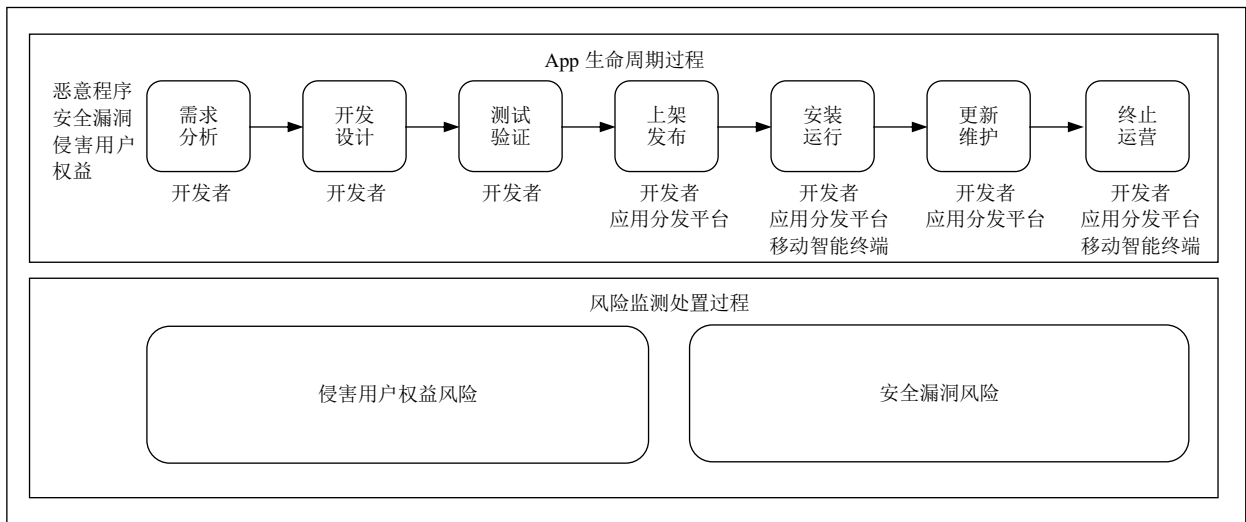 App 生命周期过程
恶意程序
安全漏洞
侵害用户
权益
需求
分析
开发
设计
测试
验证
上架
发布
安装
运行
更新
维护
终止
运营
开发者
开发者
开发者
开发者
应用分发平台
开发者
应用分发平台
移动智能终端
开发者
应用分发平台
开发者
应用分发平台
移动智能终端
风险监测处置过程
侵害用户权益风险
安全漏洞风险